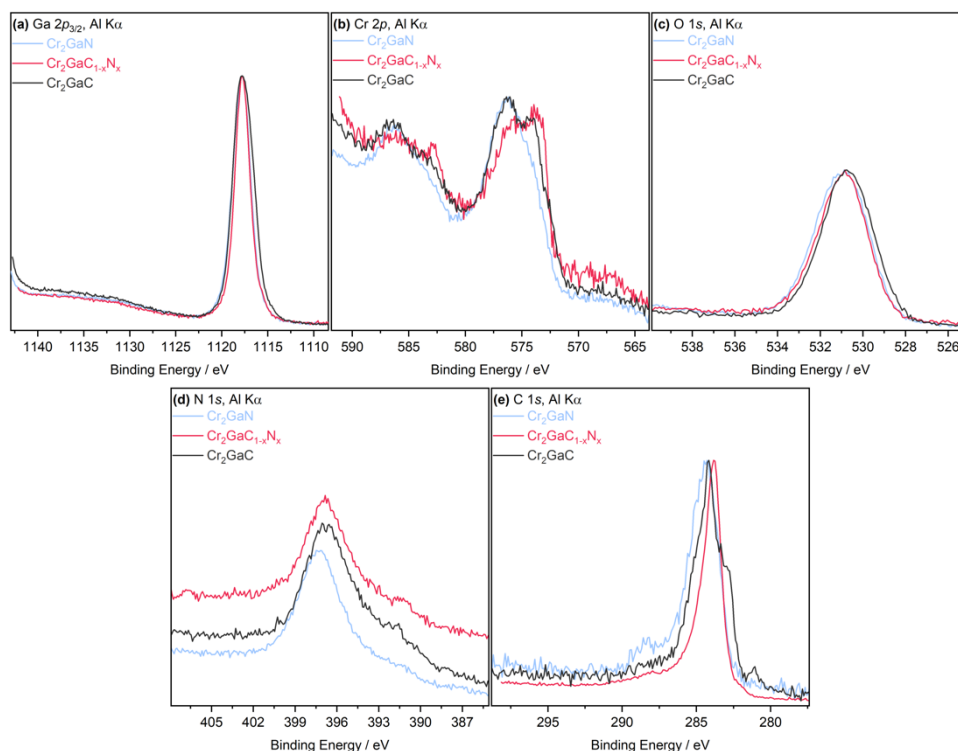 (a) Ga 2p3/2, Al Kα
Cr2GaN
Cr2GaC1-xNx
Cr2GaC
1140 1135 1130 1125 1120 1115 1110
Binding Energy / eV
(b) Cr 2p, Al Kα
Cr2GaN
Cr2GaC1-xNx
Cr2GaC
590 585 580 575 570 565
Binding Energy / eV
(c) O 1s, Al Kα
Cr2GaN
Cr2GaC1-xNx
Cr2GaC
538 536 534 532 530 528 526
Binding Energy / eV
(d) N 1s, Al Kα
Cr2GaN
Cr2GaC1-xNx
Cr2GaC
405 402 399 396 393 390 387
Binding Energy / eV
(e) C 1s, Al Kα
Cr2GaN
Cr2GaC1-xNx
Cr2GaC
295 290 285 280
Binding Energy / eV